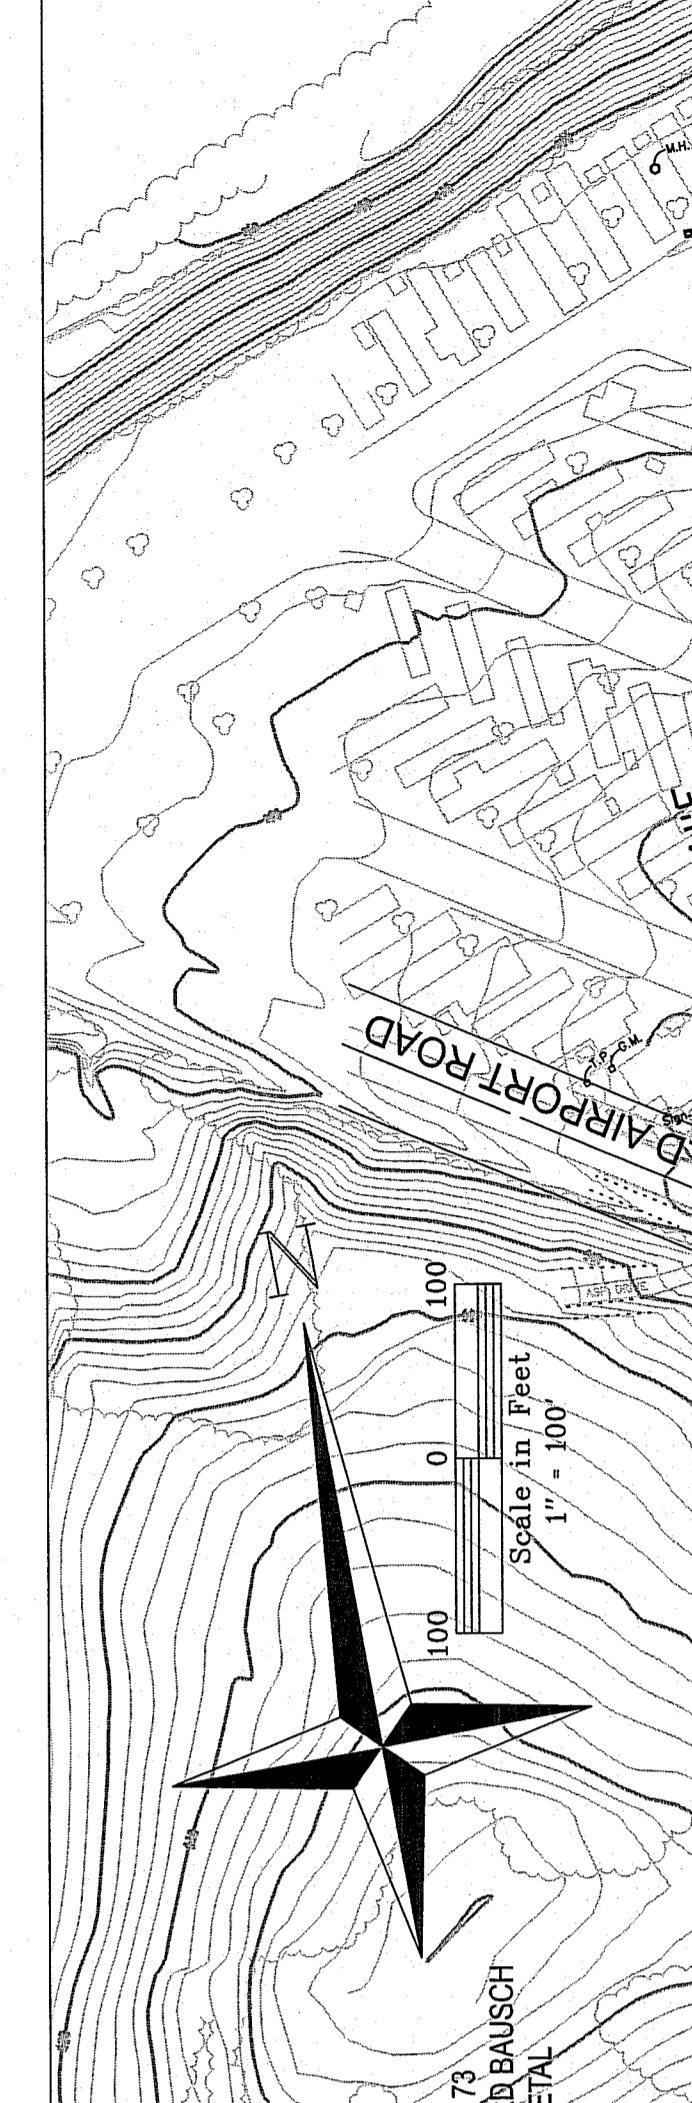 M.H.
D AIRPORT ROAD
T.P.
G.M.
N
100'
0
100
Scale in Feet
1" = 100'
73
D BAUSCH
ETAL